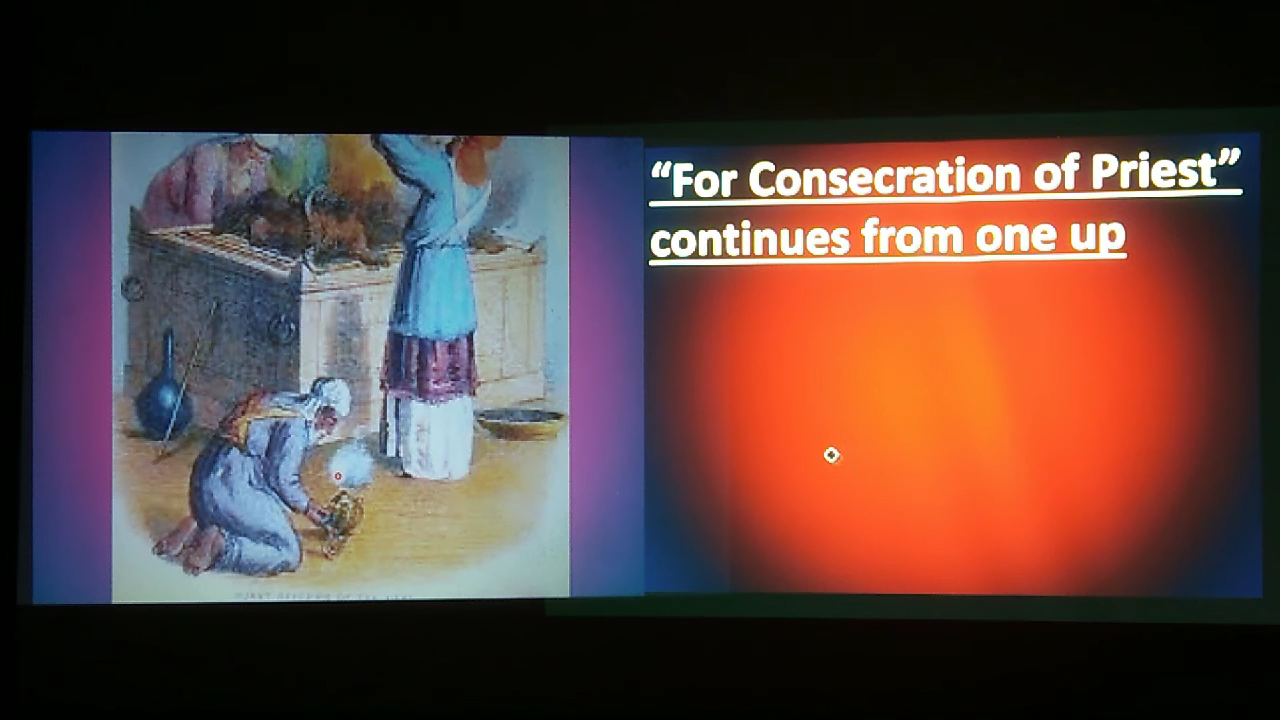 “For Consecration of Priest”
continues from one up